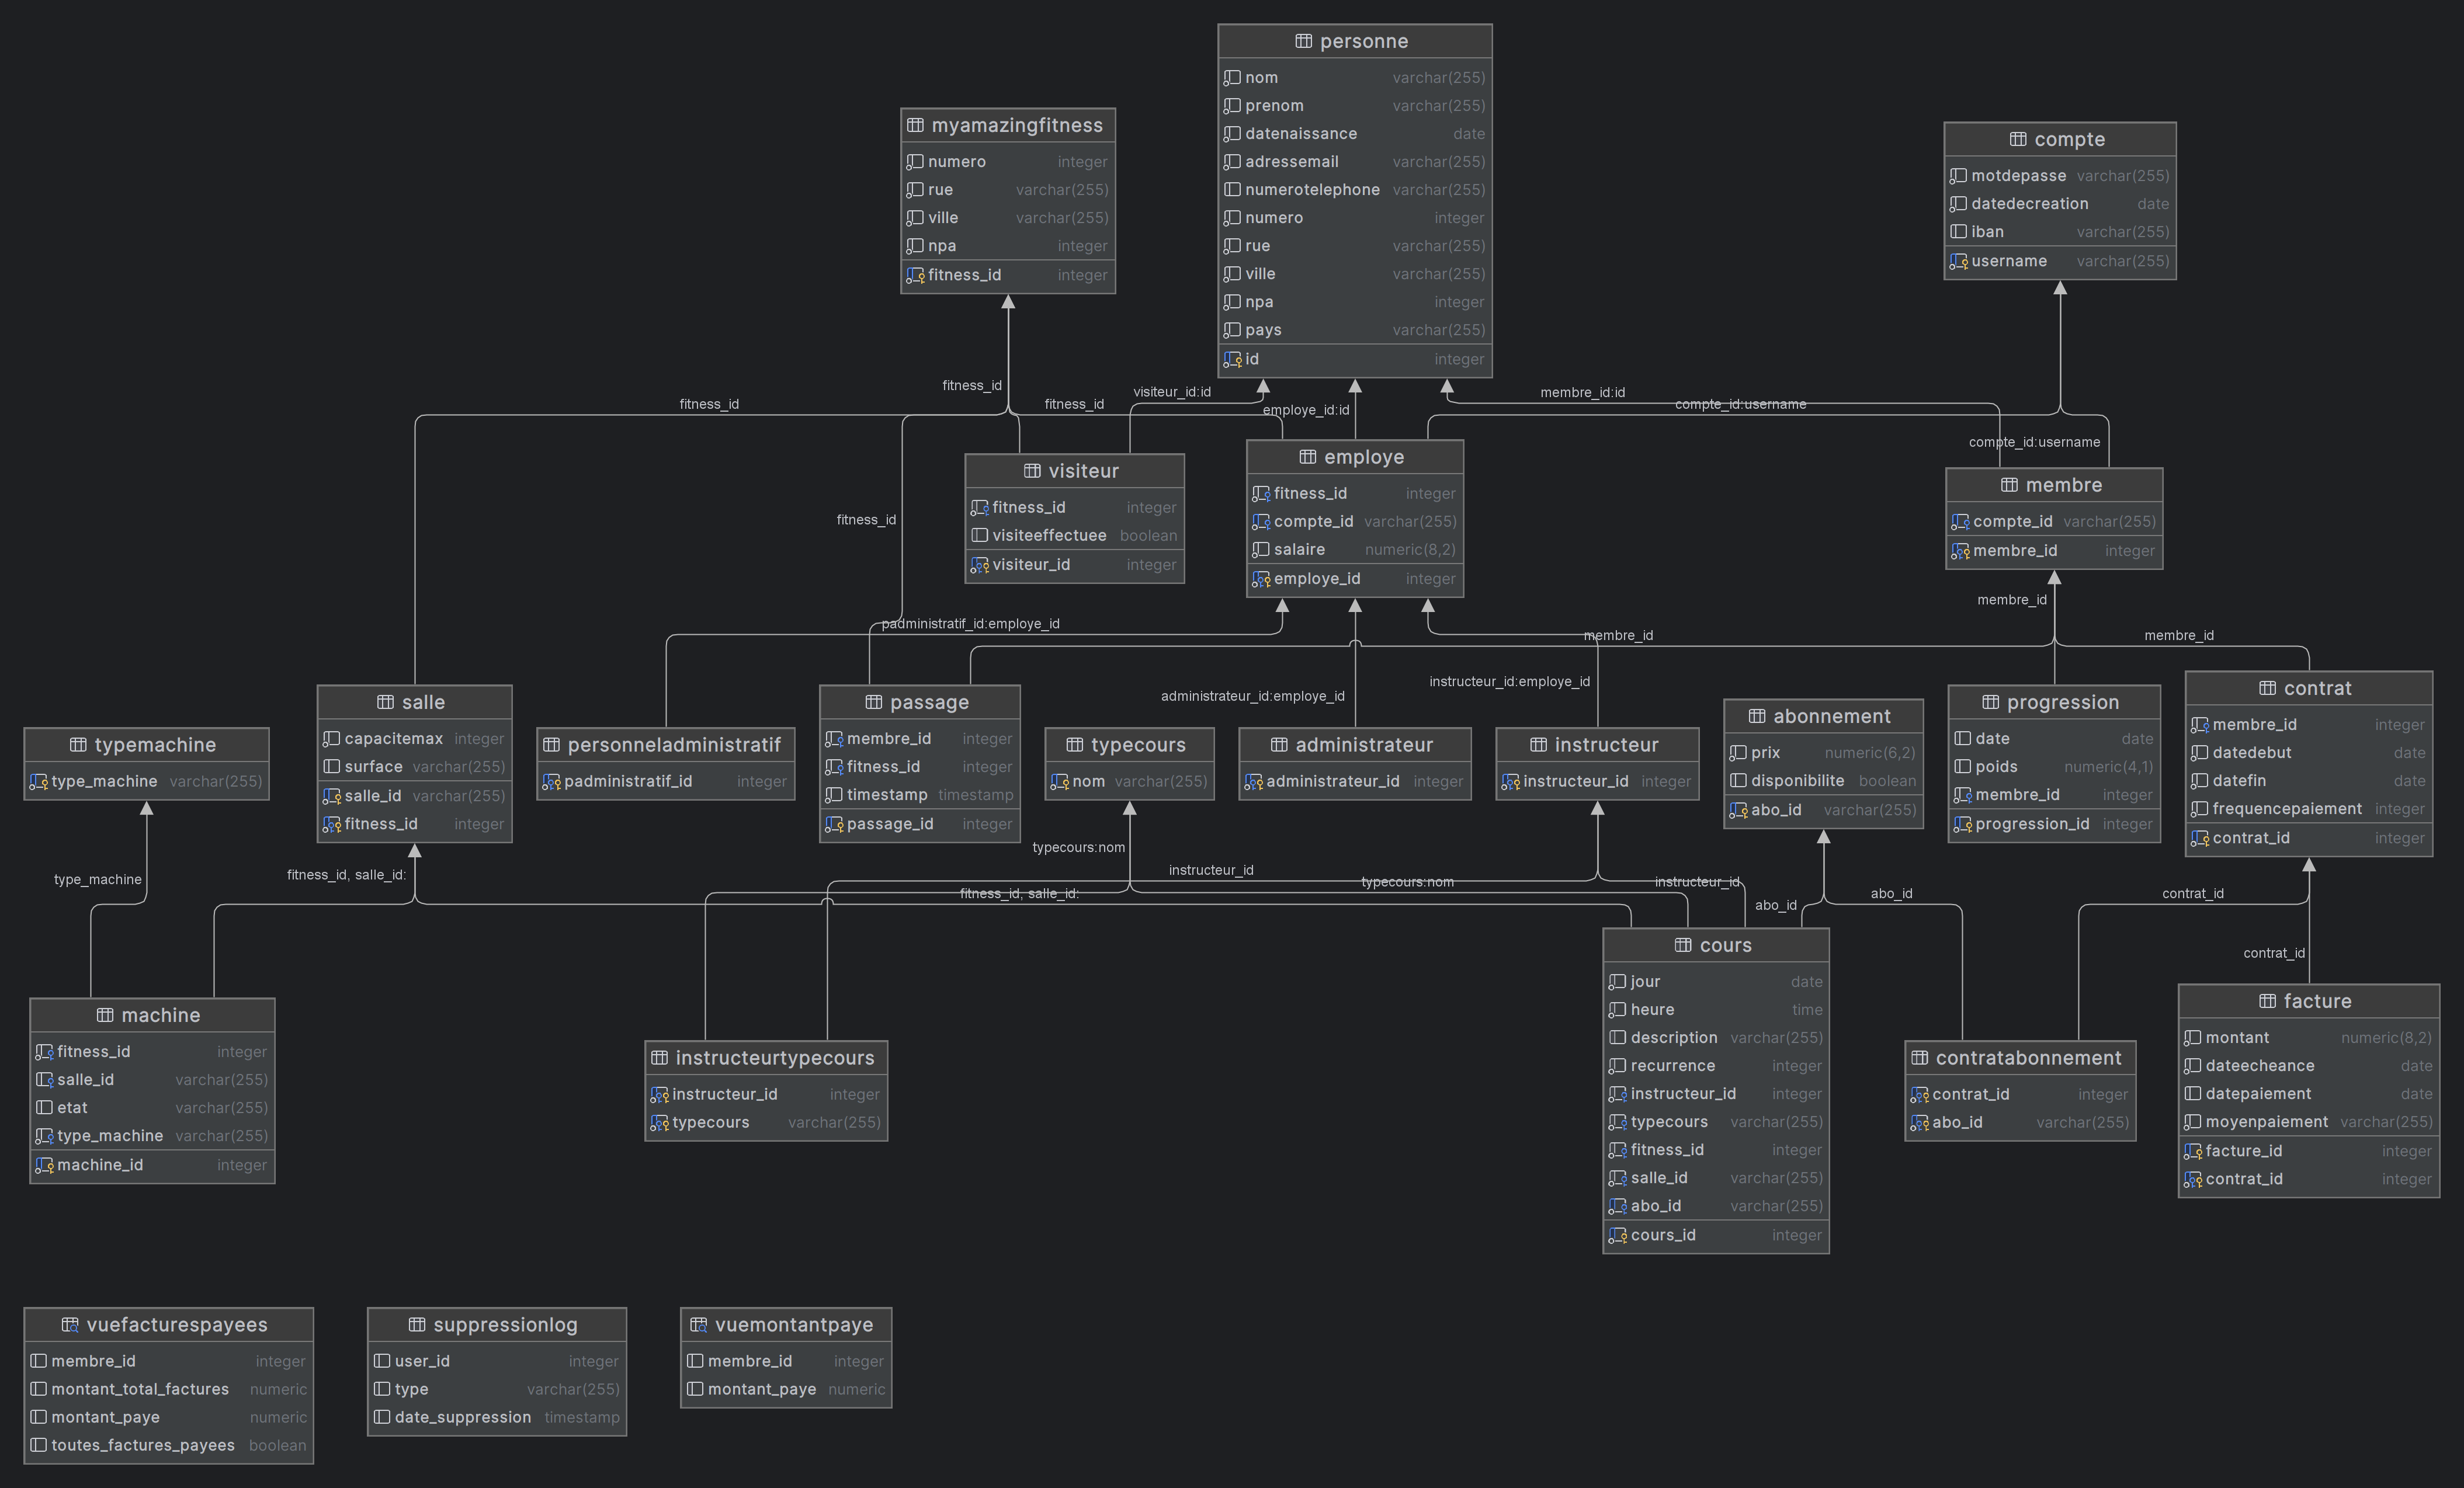 personne
nom varchar(255)
prenom varchar(255)
datenaissance date
adressemail varchar(255)
numerotelephone varchar(255)
numero integer
rue varchar(255)
ville varchar(255)
npa integer
pays varchar(255)
id integer
myamazingfitness
numero integer
rue varchar(255)
ville varchar(255)
npa integer
fitness_id integer
compte
motdepasse varchar(255)
datedecreation date
iban varchar(255)
username varchar(255)
fitness_id
visiteur_id:id
membre_id:id
fitness_id
fitness_id
employe_id:id
compte_id:username
compte_id:username
fitness_id
visiteur
fitness_id integer
visiteeffectuee boolean
visiteur_id integer
employe
fitness_id integer
compte_id varchar(255)
salaire numeric(8,2)
employe_id integer
membre
compte_id varchar(255)
membre_id integer
membre_id
padministratif_id:employe_id
membre_id
membre_id
administrateur_id:employe_id
instructeur_id:employe_id
typemachine
type_machine varchar(255)
salle
capacitemax integer
surface varchar(255)
salle_id varchar(255)
fitness_id integer
personneladministratif
padministratif_id integer
passage
membre_id integer
fitness_id integer
timestamp timestamp
passage_id integer
typecours
nom varchar(255)
administrateur
administrateur_id integer
instructeur
instructeur_id integer
abonnement
prix numeric(6,2)
disponibilite boolean
abo_id varchar(255)
progression
date date
poids numeric(4,1)
membre_id integer
progression_id integer
contrat
membre_id integer
datedebut date
datefin date
frequencepaiement integer
contrat_id integer
type_machine
fitness_id, salle_id:
typecours:nom
instructeur_id
typecours:nom
instructeur_id
fitness_id, salle_id:
abo_id
abo_id
contrat_id
contrat_id
machine
fitness_id integer
salle_id varchar(255)
etat varchar(255)
type_machine varchar(255)
machine_id integer
instructeurtypecours
instructeur_id integer
typecours varchar(255)
cours
jour date
heure time
description varchar(255)
recurrence integer
instructeur_id integer
typecours varchar(255)
fitness_id integer
salle_id varchar(255)
abo_id varchar(255)
cours_id integer
contratabonnement
contrat_id integer
abo_id varchar(255)
facture
montant numeric(8,2)
dateecheance date
datepaiement date
moyenpaiement varchar(255)
facture_id integer
contrat_id integer
vuefacturespayees
membre_id integer
montant_total_factures numeric
montant_paye numeric
toutes_factures_payees boolean
suppressionlog
user_id integer
type varchar(255)
date_suppression timestamp
vuemontantpaye
membre_id integer
montant_paye numeric